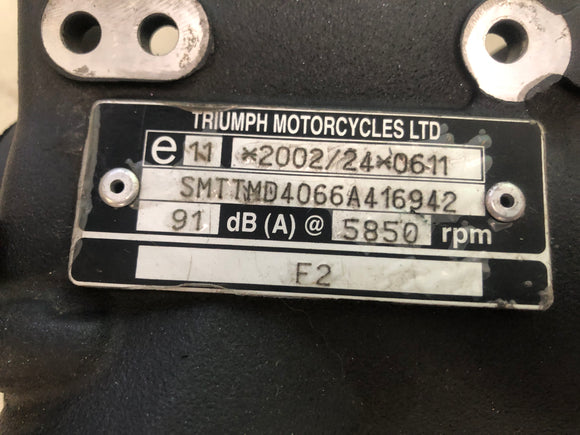 TRIUMPH MOTORCYCLES LTD
e 11 *2002/24*0611
SMTTMD4066A416942
91 dB (A) @ 5850 rpm
F2